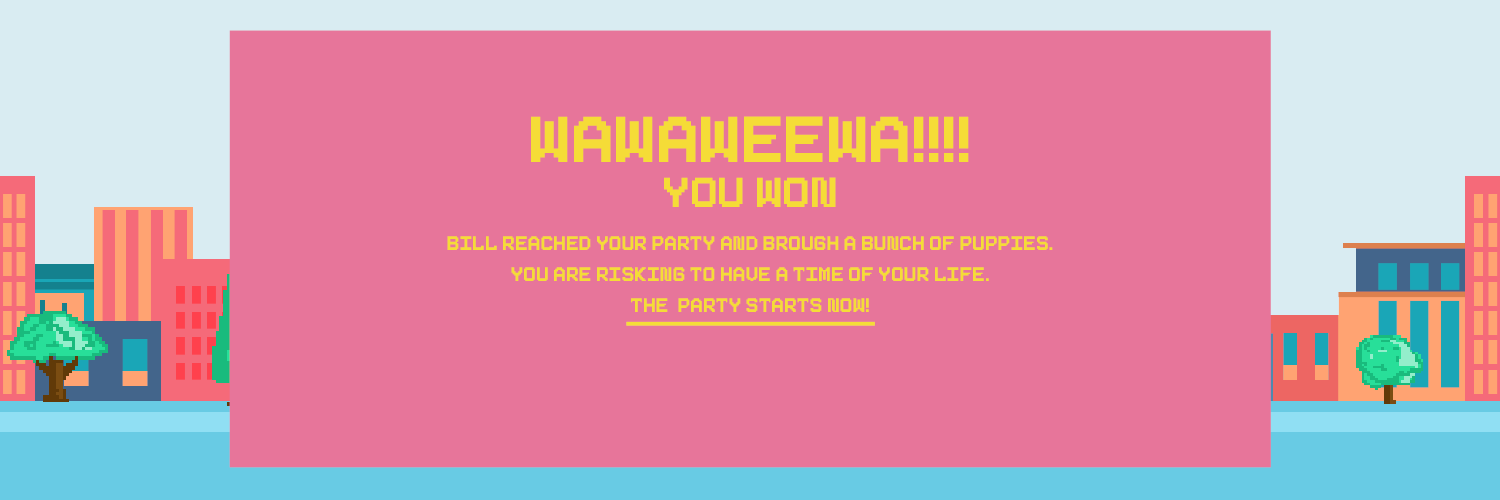 WAWAWEEWA!!!!
YOU WON
BILL REACHED YOUR PARTY AND BROUGH A BUNCH OF PUPPIES.
YOU ARE RISKING TO HAVE A TIME OF YOUR LIFE.
THE PARTY STARTS NOW!